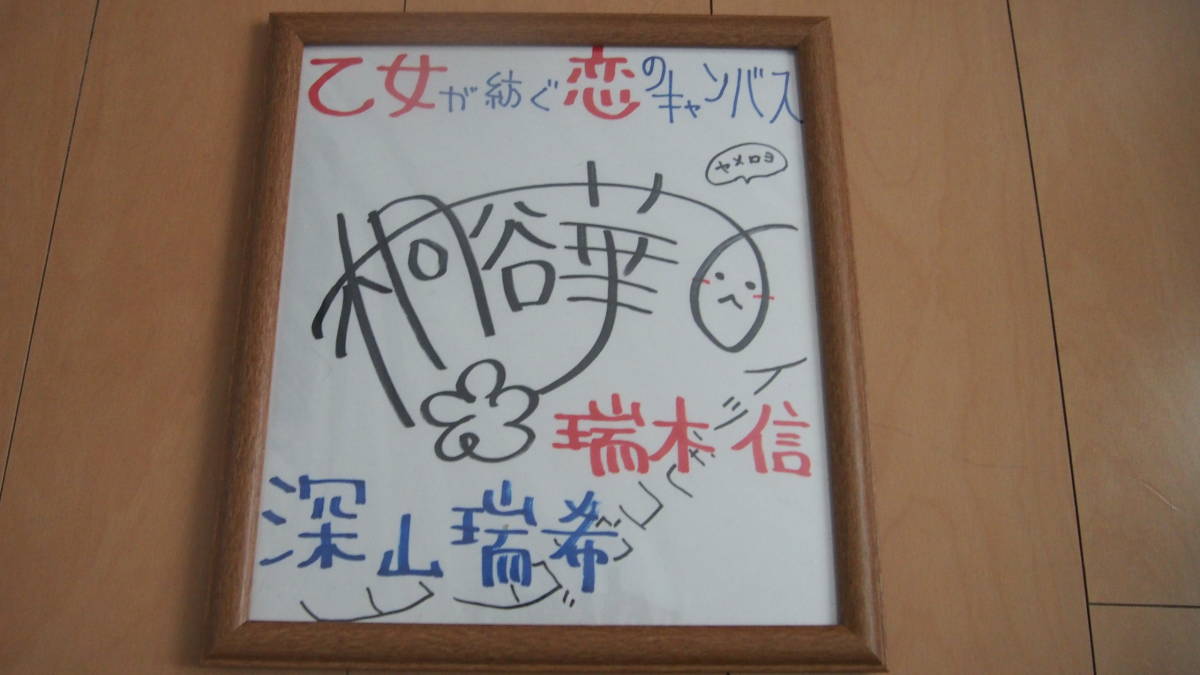 乙女が紡ぐ恋のキャンバス
ヤメロヨ
桐谷華
瑞木信
深山瑞希